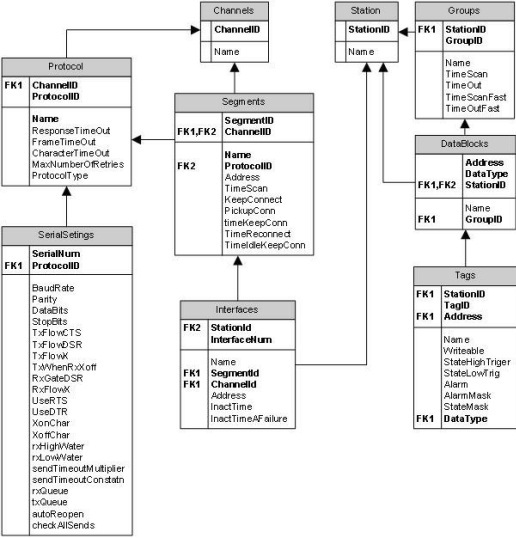 Channels
ChannelID
Name
Station
StationID
Name
Groups
FK1 StationID
GroupID
Name
TimeScan
TimeOut
TimeScanFast
TimeOutFast
Protocol
FK1 ChannelID
ProtocolID
Name
ResponseTimeOut
FrameTimeOut
CharacterTimeOut
MaxNumberOfRetries
ProtocolType
Segments
SegmentID
FK1,FK2 ChannelID
Name
FK2 ProtocolID
Address
TimeScan
KeepConnect
PickupConn
timeKeepConn
TimeReconnect
TimeIdleKeepConn
DataBlocks
Address
DataType
FK1,FK2 StationID
Name
FK1 GroupID
SerialSetings
SerialNum
FK1 ProtocolID
BaudRate
Parity
DataBits
StopBits
TxFlowCTS
TxFlowDSR
TxFlowX
TxWhenRxXoff
RxGateDSR
RxFlowX
UseRTS
UseDTR
XonChar
XoffChar
rxHighWater
rxLowWater
sendTimeoutMultiplier
sendTimeoutConstatn
rxQueue
txQueue
autoReopen
checkAllSends
Interfaces
FK2 StationId
InterfaceNum
Name
FK1 SegmentId
FK1 ChannelId
Address
InactTime
InactTimeAFailure
Tags
FK1 StationID
TagID
FK1 Address
Name
Writeable
StateHighTriger
StateLowTrig
Alarm
AlarmMask
StateMask
FK1 DataType